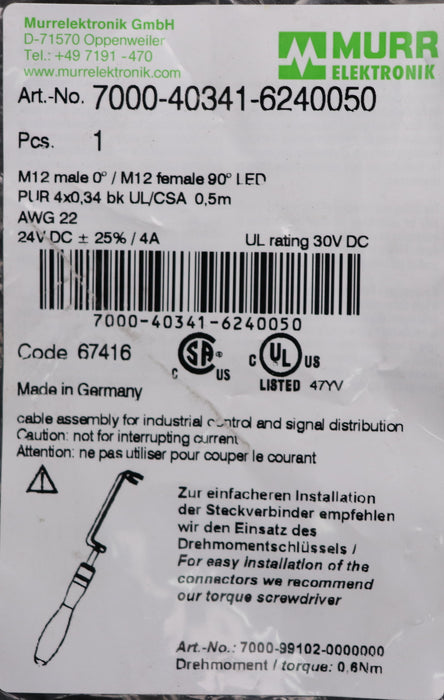 Murrelektronik GmbH
D-71570 Oppenweiler
Tel.: +49 7191 -470
www.murrelektronik.com
MURR
ELEKTRONIK
Art.-No. 7000-40341-6240050
Pcs. 1
M12 male 0° / M12 female 90° LED
PUR 4x0,34 bk UL/CSA 0,5m
AWG 22
24V DC ± 25% / 4A UL rating 30V DC
7000-40341-6240050
Code 67416
C SA ® US
C UL US
LISTED 47YV
Made in Germany
cable assembly for industrial control and signal distribution
Caution: not for interrupting current
Attention: ne pas utiliser pour couper le courant
Zur einfacheren Installation
der Steckverbinder empfehlen
wir den Einsatz des
Drehmomentschlüssels /
For easy installation of the
connectors we recommend
our torque screwdriver
Art.-No.: 7000-99102-0000000
Drehmoment / torque: 0,6Nm